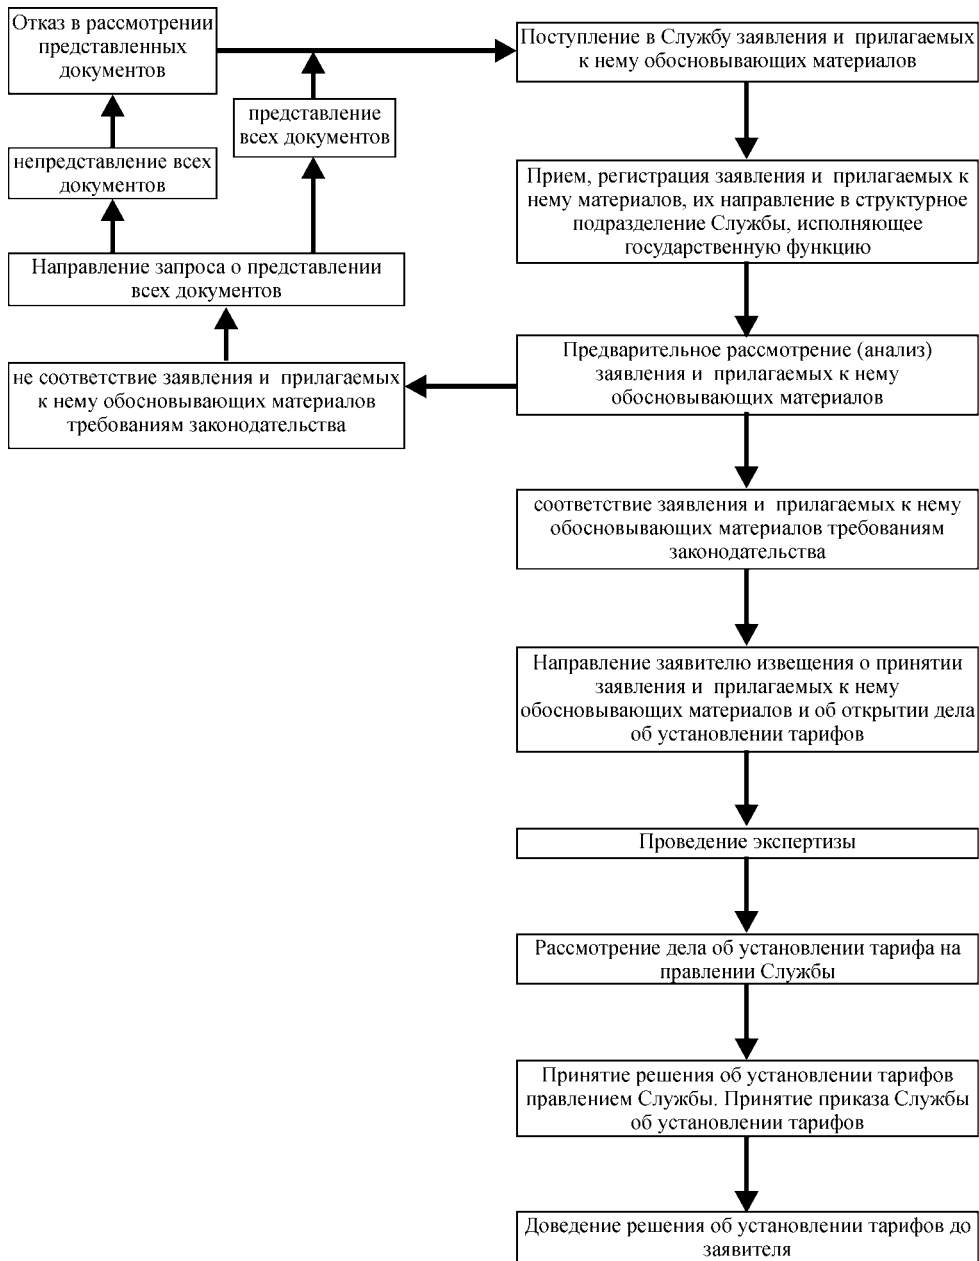 Отказ в рассмотрении
представленных
документов
Поступление в Службу заявления и прилагаемых
к нему обосновывающих материалов
представление
всех документов
непредставление всех
документов
Прием, регистрация заявления и прилагаемых к
нему материалов, их направление в структурное
подразделение Службы, исполняющее
государственную функцию
Направление запроса о представлении
всех документов
Предварительное рассмотрение (анализ)
заявления и прилагаемых к нему
обосновывающих материалов
не соответствие заявления и прилагаемых
к нему обосновывающих материалов
требованиям законодательства
соответствие заявления и прилагаемых к нему
обосновывающих материалов требованиям
законодательства
Направление заявителю извещения о принятии
заявления и прилагаемых к нему
обосновывающих материалов и об открытии дела
об установлении тарифов
Проведение экспертизы
Рассмотрение дела об установлении тарифа на
правлении Службы
Принятие решения об установлении тарифов
правлением Службы. Принятие приказа Службы
об установлении тарифов
Доведение решения об установлении тарифов до
заявителя